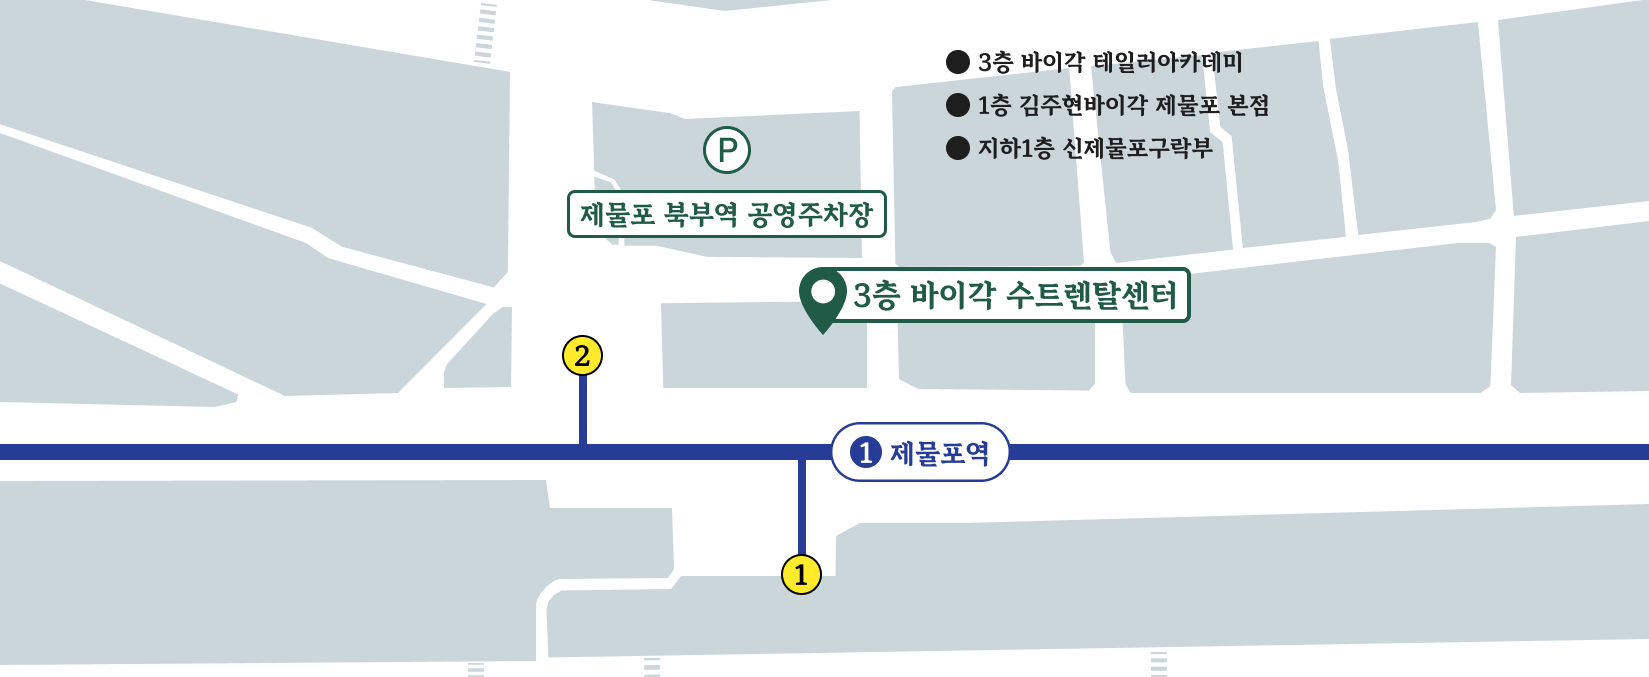 3층 바이각 테일러아카데미
1층 김주현바이각 제물포 본점
지하1층 신제물포구락부
P
제물포 북부역 공영주차장
3층 바이각 수트렌탈센터
2
1 제물포역
1